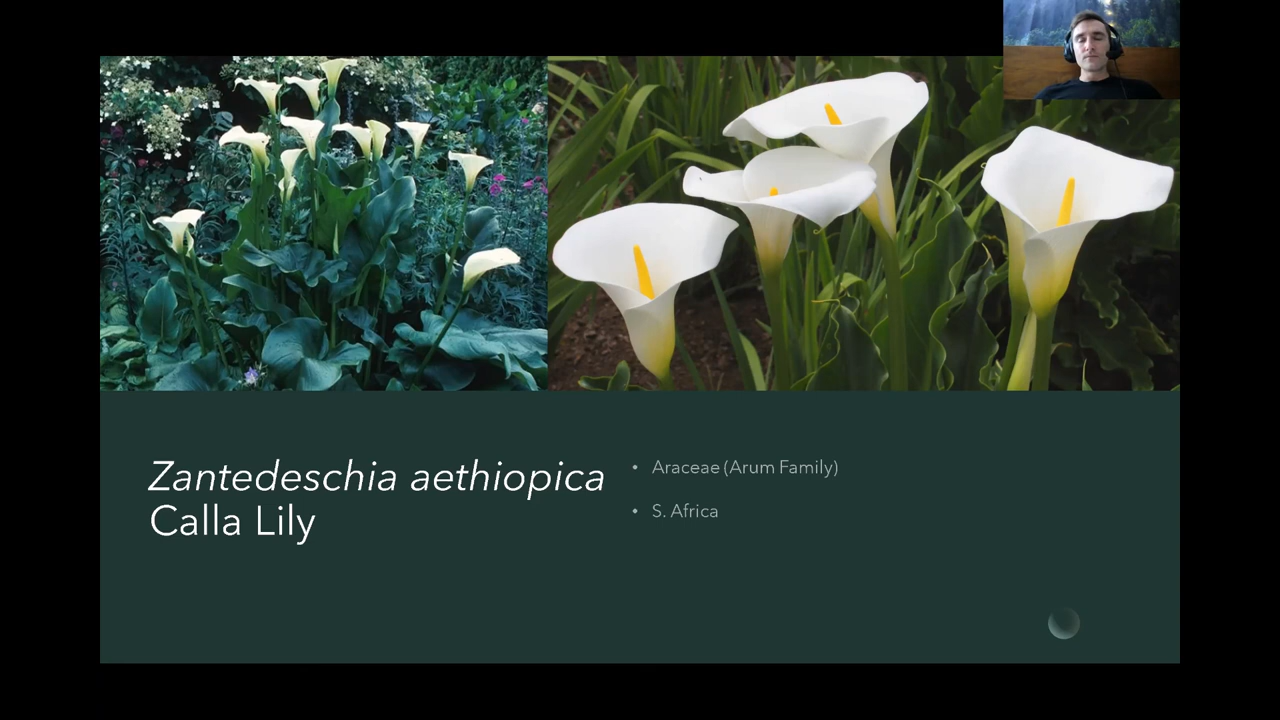 Zantedeschia aethiopica
Calla Lily
• Araceae (Arum Family)
• S. Africa